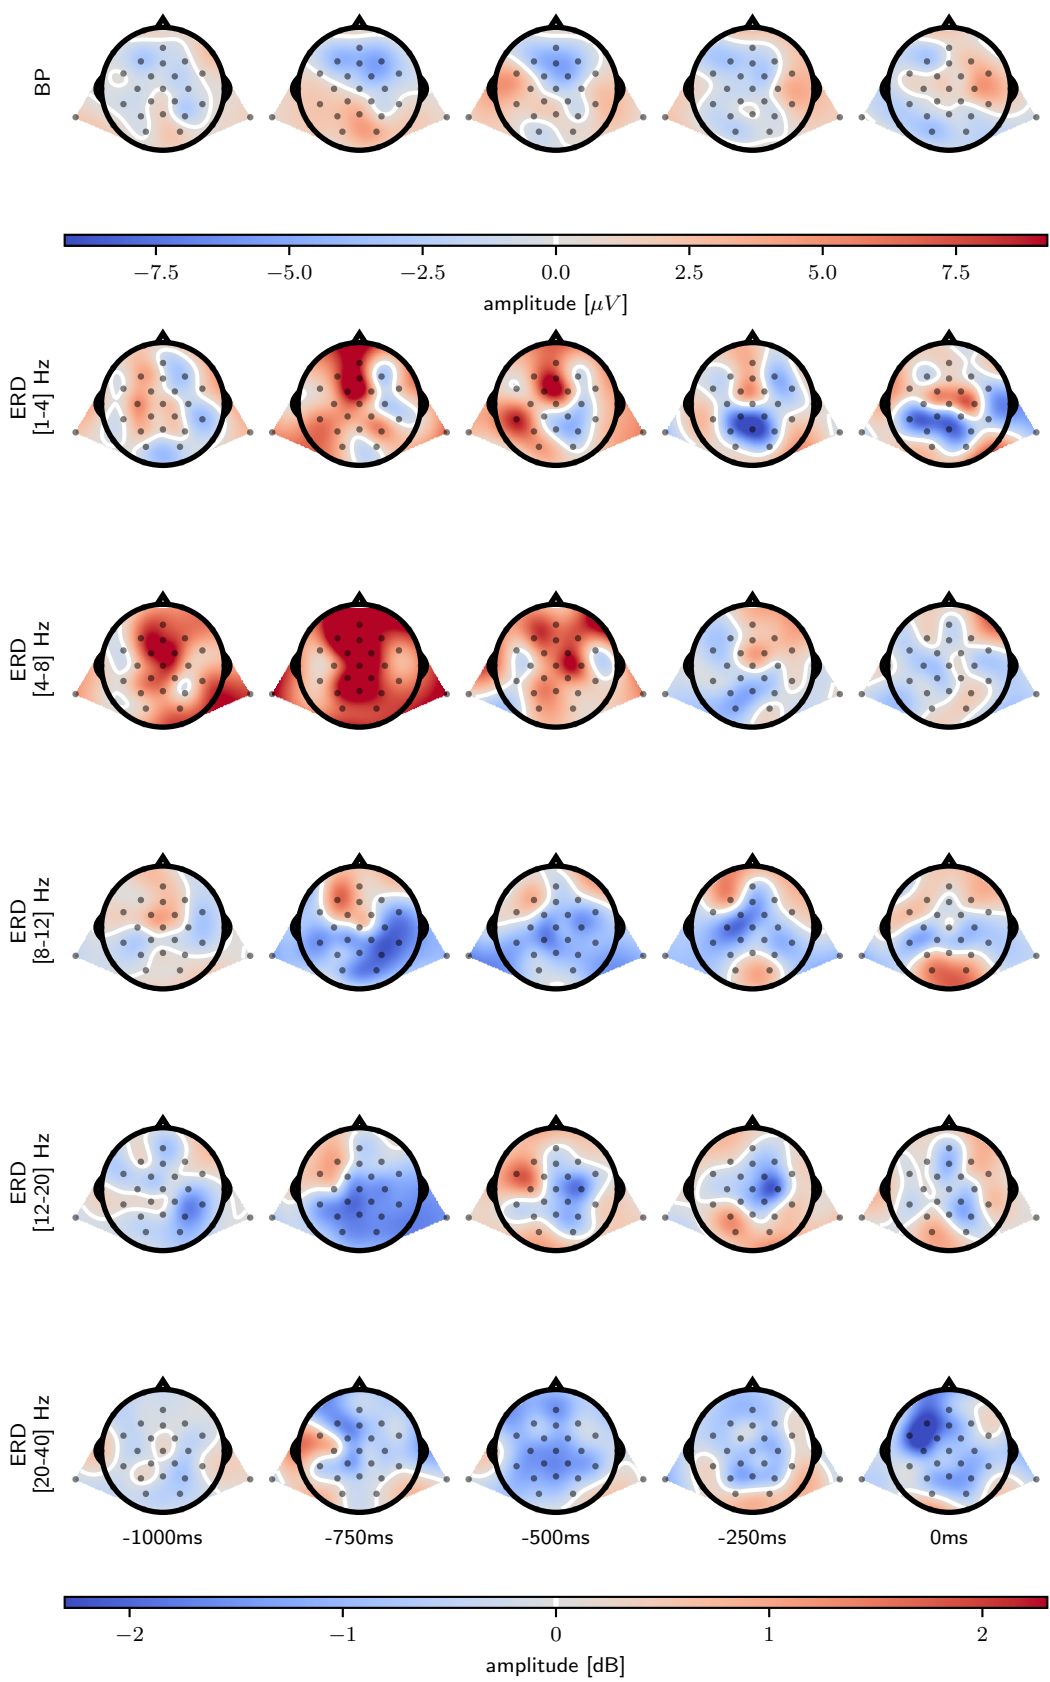 BP
−7.5 −5.0 −2.5 0.0 2.5 5.0 7.5
amplitude [μV]
ERD
[1-4] Hz
ERD
[4-8] Hz
ERD
[8-12] Hz
ERD
[12-20] Hz
ERD
[20-40] Hz
-1000ms -750ms -500ms -250ms 0ms
−2 −1 0 1 2
amplitude [dB]